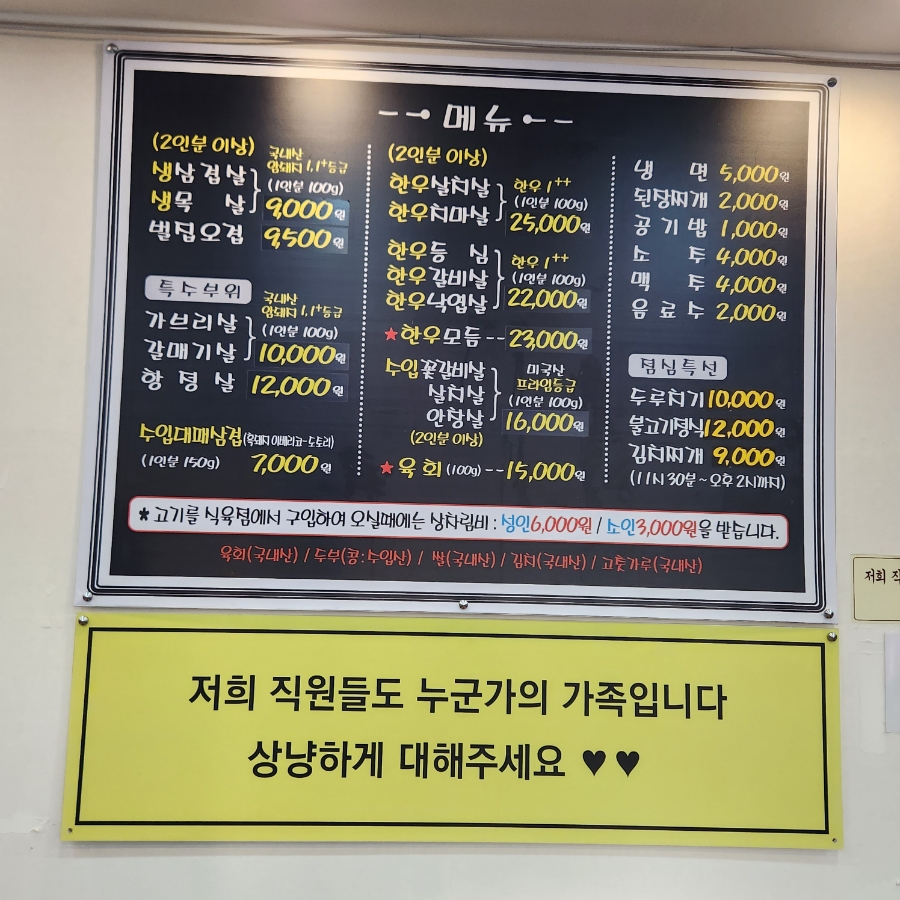 메뉴
(2인분 이상)
국내산
암돼지 1,1+등급
생삼겹살
(1인분 100g)
생목 살
9,000원
벌집오겹 9,500원
특수부위
국내산
암돼지 1,1+등급
가브리살
(1인분 100g)
갈매기살 10,000원
항정살 12,000원
수입대패삼겹(흑돼지 이베리코-도토리)
(1인분 150g) 7,000원
(2인분 이상)
한우살치살
한우 1++
(1인분 100g)
한우치마살 25,000원
한우등 심
한우 1++
한우갈비살 (1인분 100g)
한우낙엽살 22,000원
★한우모듬--23,000원
수입꽃갈비살
미국산
프라임등급
살치살
(1인분 100g)
안창살 16,000원
(2인분 이상)
★육회(100g)--15,000원
냉 면 5,000원
된장찌개 2,000원
공기밥 1,000원
소 주 4,000원
맥 주 4,000원
음료수 2,000원
점심특선
두루치기 10,000원
불고기정식 12,000원
김치찌개 9,000원
(11시 30분~오후 2시까지)
★ 고기를 식육점에서 구입하여 오실때에는 상차림비 : 성인6,000원 / 소인3,000원을 받습니다.
육회(국내산) / 두부(콩:수입산) / 쌀(국내산) / 김치(국내산) / 고춧가루(국내산)
저희 직원들도 누군가의 가족입니다
상냥하게 대해주세요 ♥♥
저희 직